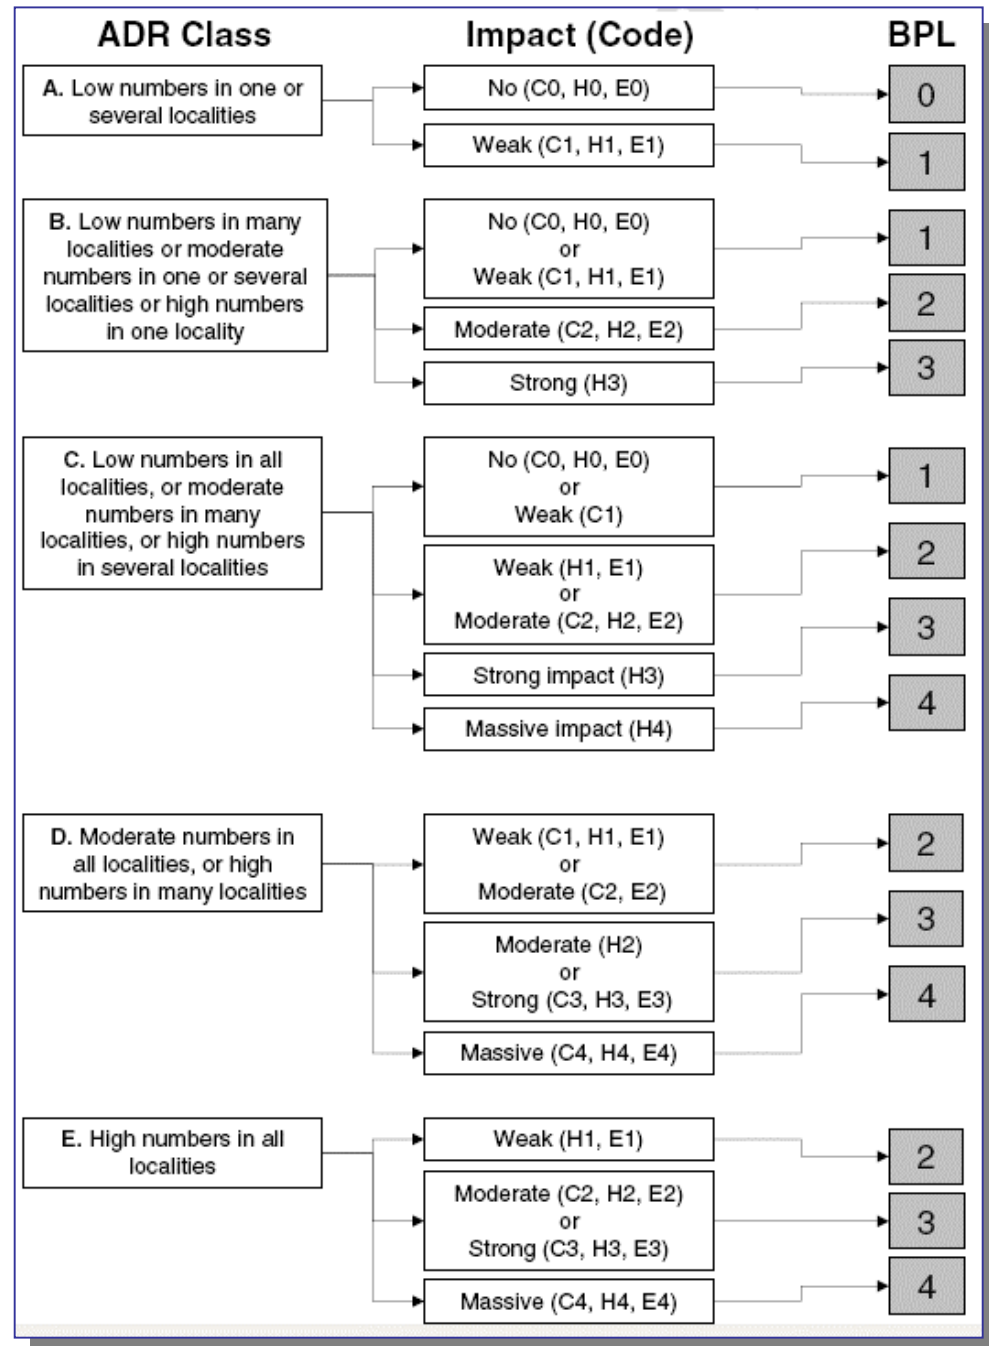 ADR Class
Impact (Code)
BPL
A. Low numbers in one or
several localities
No (C0, H0, E0)
0
Weak (C1, H1, E1)
1
B. Low numbers in many
localities or moderate
numbers in one or several
localities or high numbers
in one locality
No (C0, H0, E0)
or
Weak (C1, H1, E1)
1
Moderate (C2, H2, E2)
2
Strong (H3)
3
C. Low numbers in all
localities, or moderate
numbers in many
localities, or high numbers
in several localities
No (C0, H0, E0)
or
Weak (C1)
1
Weak (H1, E1)
or
Moderate (C2, H2, E2)
2
Strong impact (H3)
3
Massive impact (H4)
4
D. Moderate numbers in
all localities, or high
numbers in many localities
Weak (C1, H1, E1)
or
Moderate (C2, E2)
2
Moderate (H2)
or
Strong (C3, H3, E3)
3
Massive (C4, H4, E4)
4
E. High numbers in all
localities
Weak (H1, E1)
2
Moderate (C2, H2, E2)
or
Strong (C3, H3, E3)
3
Massive (C4, H4, E4)
4